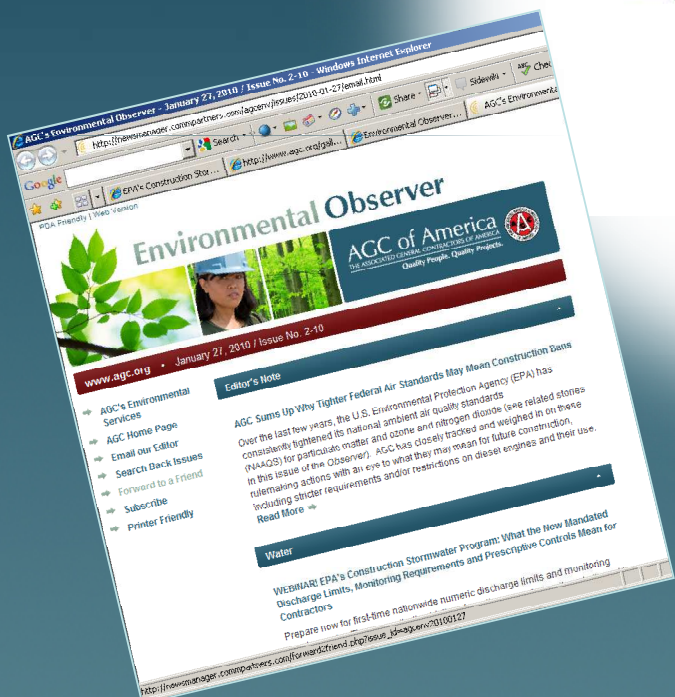 AGC's Environmental Observer - January 27, 2010 / Issue No. 2-10 - Windows Internet Explorer
http://newsmanager.commpartners.com/agcenv/issues/2010-01-27/email.html
Google
Search
Share
Sidewiki
Chec
EPA's Construction Stor...
http://www.agc.org/gall...
Environmental Observer...
AGC's Environmenta
PDA Friendly | Web Version
Environmental Observer
AGC of America
THE ASSOCIATED GENERAL CONTRACTORS OF AMERICA
Quality People. Quality Projects.
www.agc.org • January 27, 2010 / Issue No. 2-10
AGC's Environmental
Services
AGC Home Page
Email our Editor
Search Back Issues
Forward to a Friend
Subscribe
Printer Friendly
Editor's Note
AGC Sums Up Why Tighter Federal Air Standards May Mean Construction Bans
Over the last few years, the U.S. Environmental Protection Agency (EPA) has
consistently tightened its national ambient air quality standards
(NAAQS) for particulate matter and ozone and nitrogen dioxide (see related stories
in this issue of the Observer). AGC has closely tracked and weighed in on these
rulemaking actions with an eye to what they may mean for future construction,
including stricter requirements and/or restrictions on diesel engines and their use.
Read More
Water
WEBINAR! EPA's Construction Stormwater Program: What the New Mandated
Discharge Limits, Monitoring Requirements and Prescriptive Controls Mean for
Contractors
Prepare now for first-time nationwide numeric discharge limits and monitoring
http://newsmanager.commpartners.com/forward2friend.php?issue_id=agcenv20100127